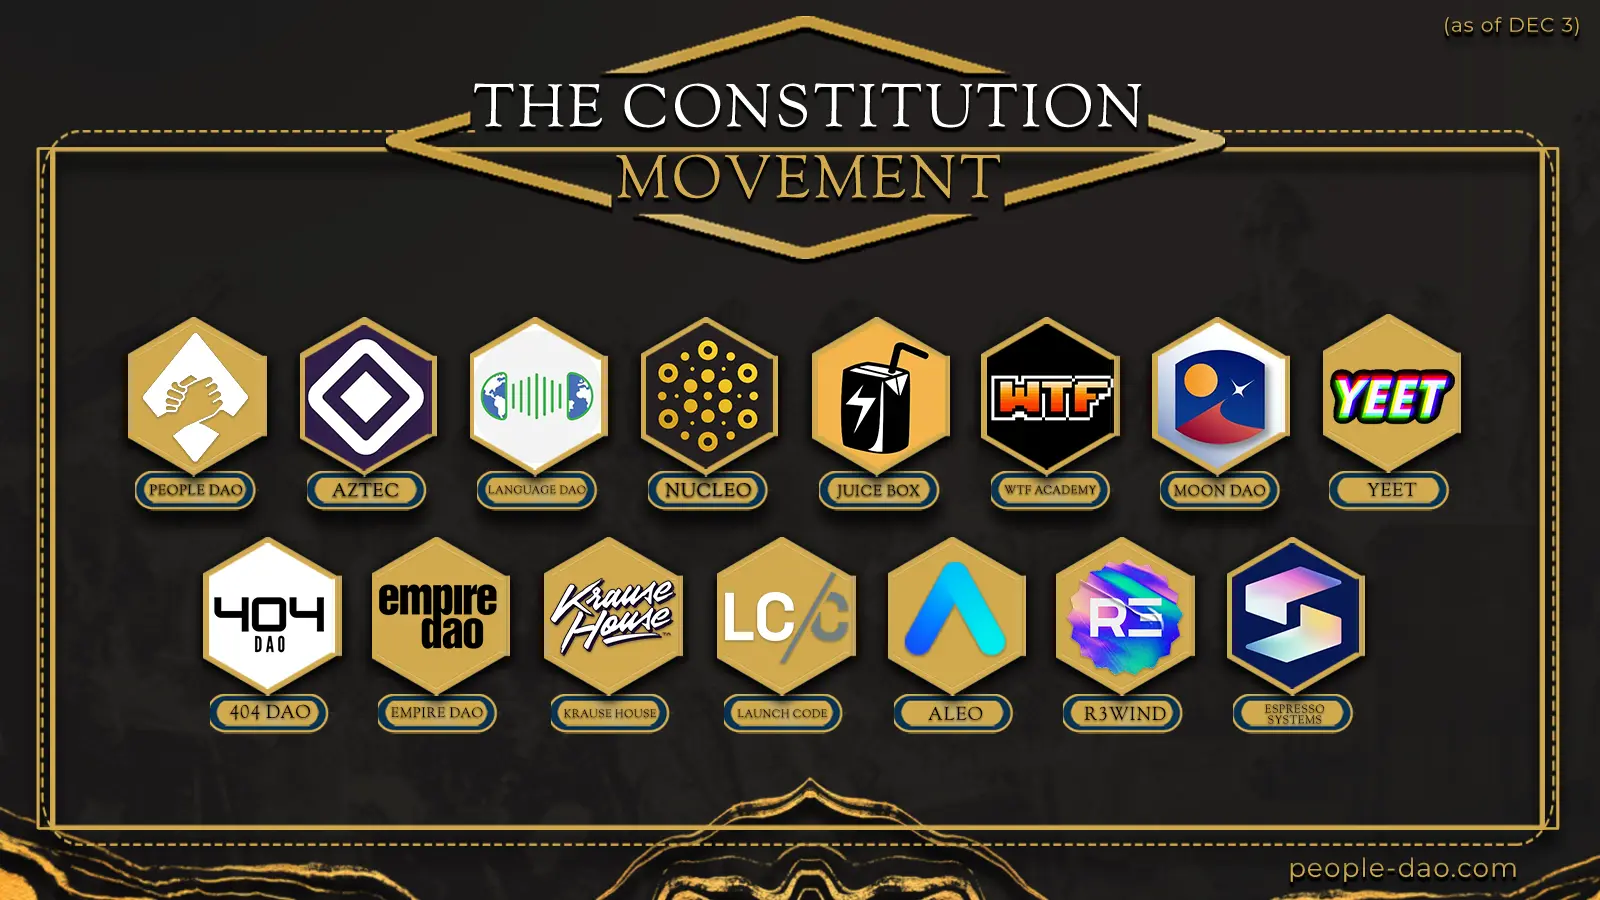 (as of DEC 3)
THE CONSTITUTION
MOVEMENT
WTF
YEET
PEOPLE DAO
AZTEC
LANGUAGE DAO
NUCLEO
JUICE BOX
WTF ACADEMY
MOON DAO
YEET
404
DAO
empire
dao
Krause
House
TM
LC/C
R3
404 DAO
EMPIRE DAO
KRAUSE HOUSE
LAUNCH CODE
ALEO
R3WIND
ESPRESSO
SYSTEMS
people-dao.com